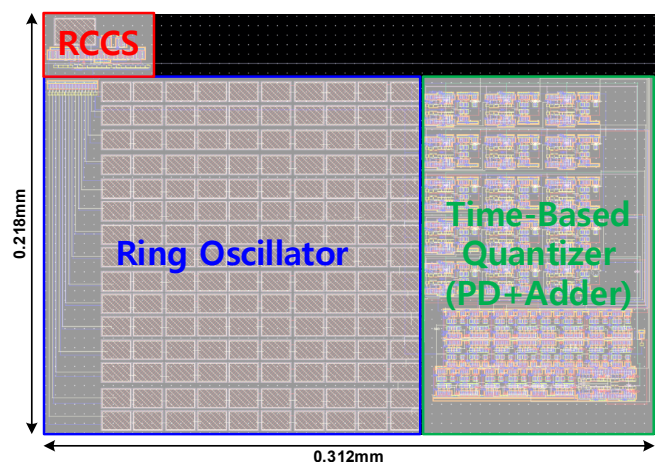 RCCS
0.218mm
Ring Oscillator
Time-Based
Quantizer
(PD+Adder)
0.312mm